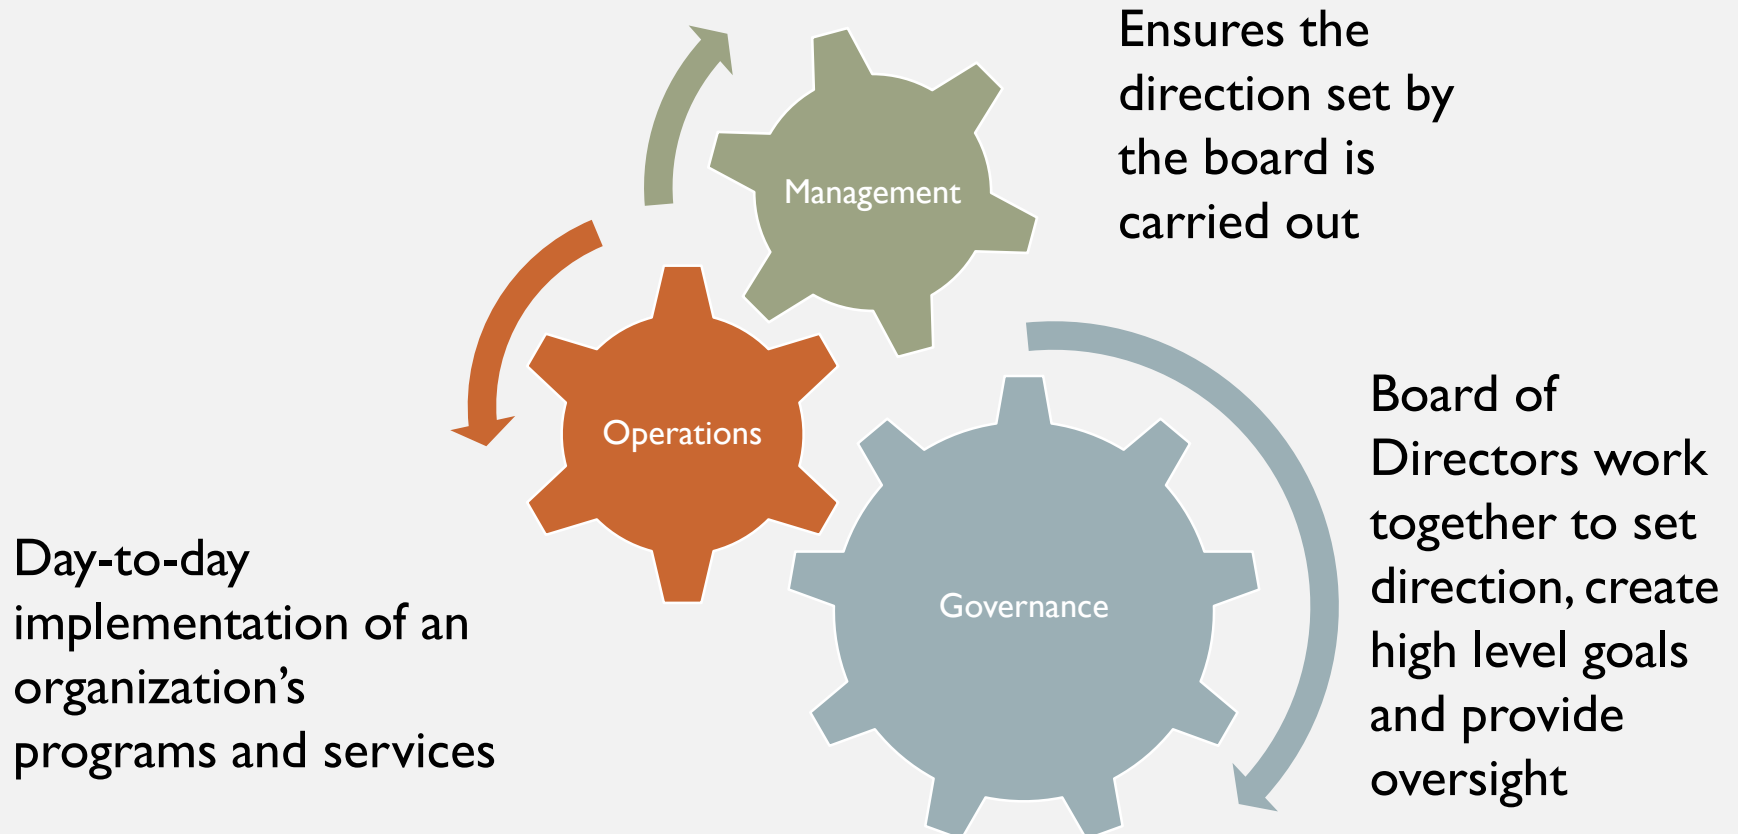 Ensures the
direction set by
the board is
carried out
Management
Operations
Governance
Board of
Directors work
together to set
direction, create
high level goals
and provide
oversight
Day-to-day
implementation of an
organization’s
programs and services